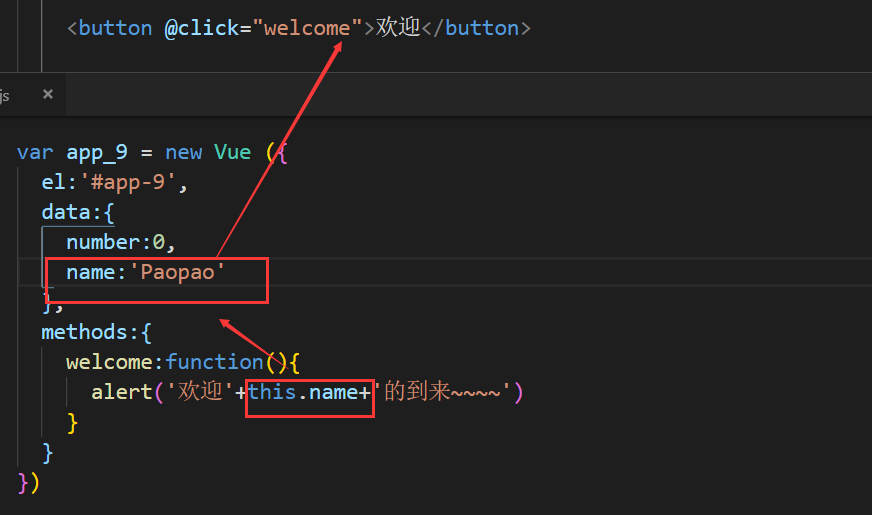 <button @click="welcome">欢迎</button>
js ×
var app_9 = new Vue ({
el:'#app-9',
data:{
number:0,
name:'Paopao'
},
methods:{
welcome:function(){
alert('欢迎'+this.name+'的到来~~~~')
}
}
})